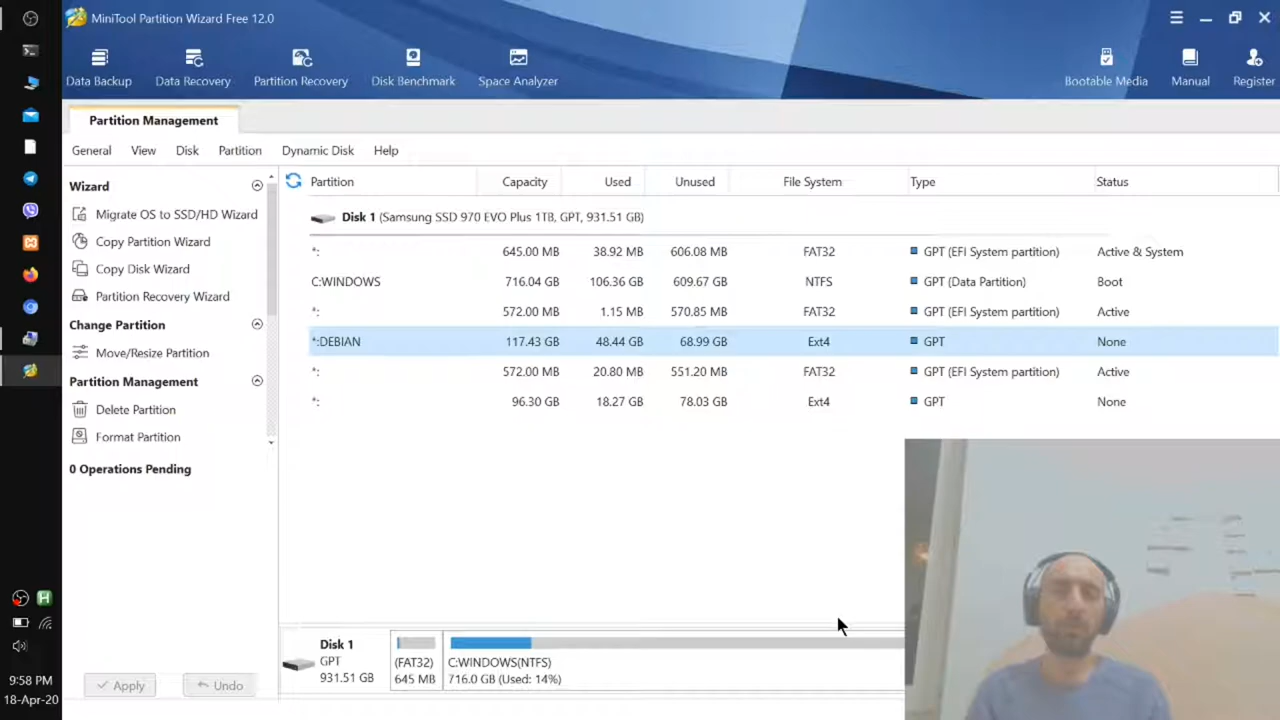 MiniTool Partition Wizard Free 12.0
Data Backup Data Recovery Partition Recovery Disk Benchmark Space Analyzer Bootable Media Manual Register
Partition Management
General View Disk Partition Dynamic Disk Help
Wizard
Migrate OS to SSD/HD Wizard
Copy Partition Wizard
Copy Disk Wizard
Partition Recovery Wizard
Change Partition
Move/Resize Partition
Partition Management
Delete Partition
Format Partition
0 Operations Pending
Apply Undo
Partition Capacity Used Unused File System Type Status
Disk 1 (Samsung SSD 970 EVO Plus 1TB, GPT, 931.51 GB)
*: 645.00 MB 38.92 MB 606.08 MB FAT32 GPT (EFI System partition) Active & System
C:WINDOWS 716.04 GB 106.36 GB 609.67 GB NTFS GPT (Data Partition) Boot
*: 572.00 MB 1.15 MB 570.85 MB FAT32 GPT (EFI System partition) Active
*:DEBIAN 117.43 GB 48.44 GB 68.99 GB Ext4 GPT None
*: 572.00 MB 20.80 MB 551.20 MB FAT32 GPT (EFI System partition) Active
*: 96.30 GB 18.27 GB 78.03 GB Ext4 GPT None
Disk 1
GPT
931.51 GB
(FAT32)
645 MB
C:WINDOWS(NTFS)
716.0 GB (Used: 14%)
H
9:58 PM
18-Apr-20